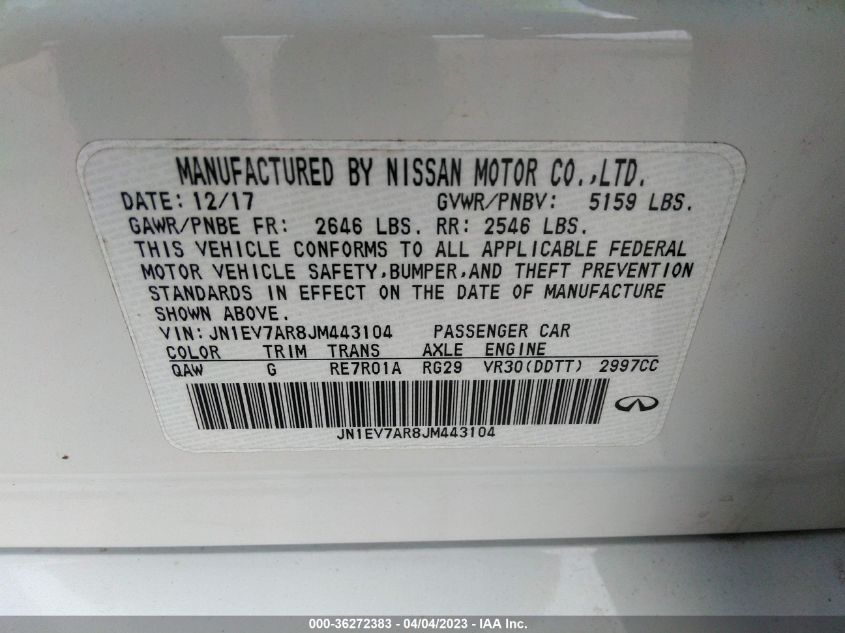 MANUFACTURED BY NISSAN MOTOR CO.,LTD.
DATE: 12/17 GVWR/PNBV: 5159 LBS.
GAWR/PNBE FR: 2646 LBS. RR: 2546 LBS.
THIS VEHICLE CONFORMS TO ALL APPLICABLE FEDERAL
MOTOR VEHICLE SAFETY,BUMPER,AND THEFT PREVENTION
STANDARDS IN EFFECT ON THE DATE OF MANUFACTURE
SHOWN ABOVE.
VIN: JN1EV7AR8JM443104 PASSENGER CAR
COLOR TRIM TRANS AXLE ENGINE
QAW G RE7R01A RG29 VR30(DDTT) 2997CC
JN1EV7AR8JM443104
000-36272383 - 04/04/2023 - IAA Inc.